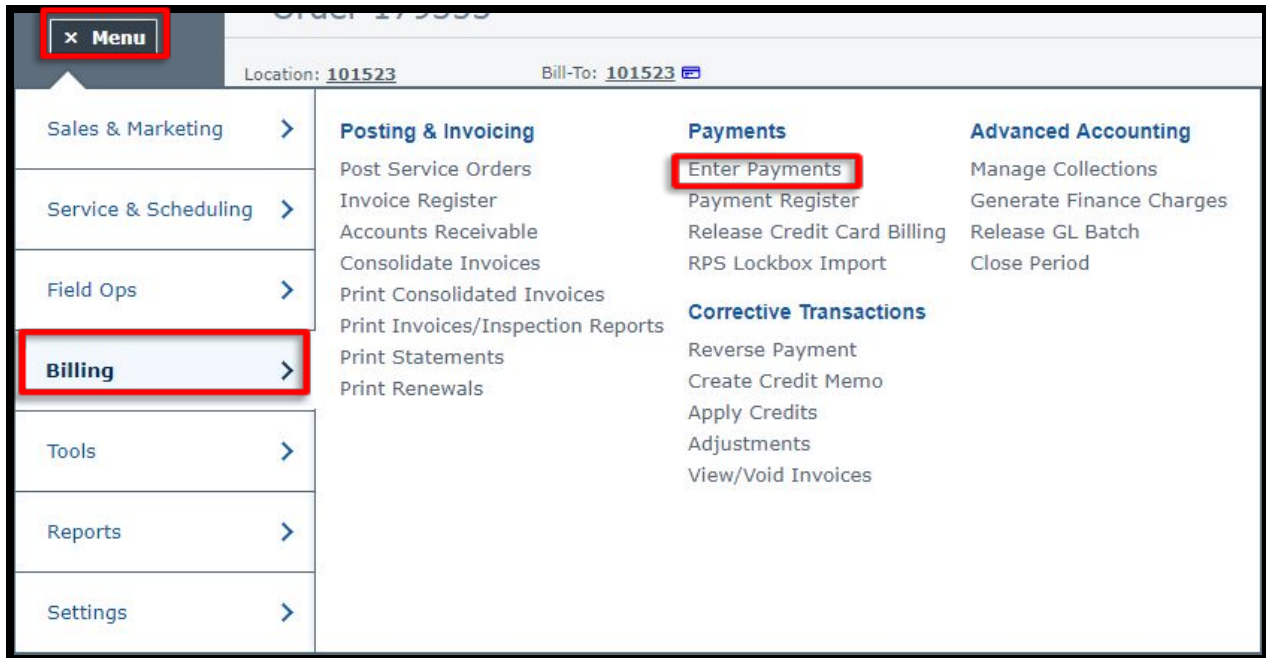 × Menu
Location: 101523
Bill-To: 101523
Sales & Marketing
Service & Scheduling
Field Ops
Billing
Tools
Reports
Settings
Posting & Invoicing
Post Service Orders
Invoice Register
Accounts Receivable
Consolidate Invoices
Print Consolidated Invoices
Print Invoices/Inspection Reports
Print Statements
Print Renewals
Payments
Enter Payments
Payment Register
Release Credit Card Billing
RPS Lockbox Import
Corrective Transactions
Reverse Payment
Create Credit Memo
Apply Credits
Adjustments
View/Void Invoices
Advanced Accounting
Manage Collections
Generate Finance Charges
Release GL Batch
Close Period